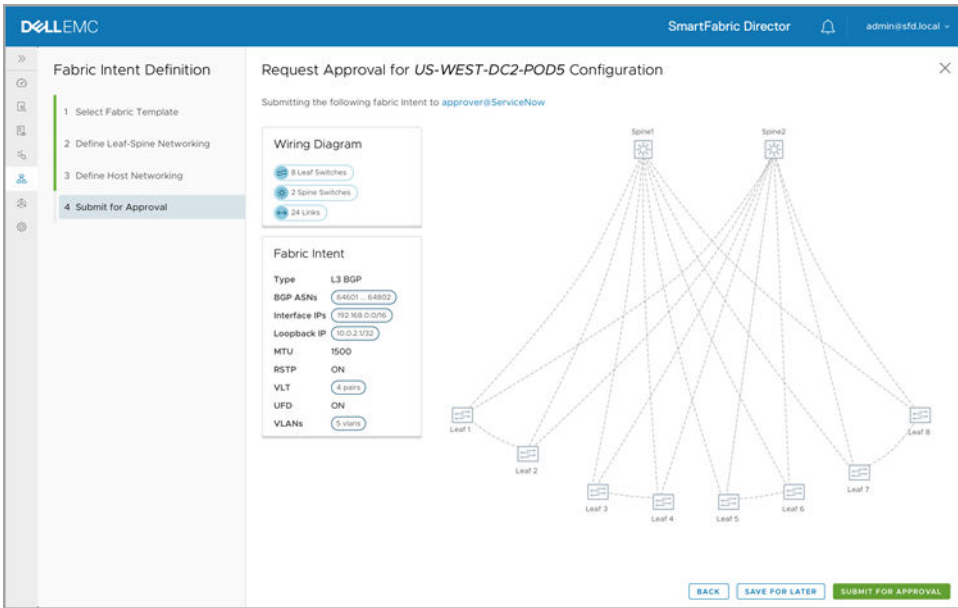 DELLEMC
SmartFabric Director
admin@sfd.local
Fabric Intent Definition
1 Select Fabric Template
2 Define Leaf-Spine Networking
3 Define Host Networking
4 Submit for Approval
Request Approval for US-WEST-DC2-POD5 Configuration
Submitting the following fabric Intent to approver@ServiceNow
Wiring Diagram
8 Leaf Switches
2 Spine Switches
24 Links
Fabric Intent
Type L3 BGP
BGP ASNs 64601 ... 64802
Interface IPs 192.168.0.0/16
Loopback IP 10.0.2.1/32
MTU 1500
RSTP ON
VLT 4 pairs
UFD ON
VLANs 5 vlans
Spine1
Spine2
Leaf 1
Leaf 2
Leaf 3
Leaf 4
Leaf 5
Leaf 6
Leaf 7
Leaf 8
BACK
SAVE FOR LATER
SUBMIT FOR APPROVAL